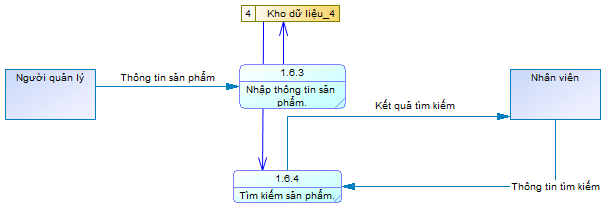 4 Kho dữ liệu_4
Người quản lý
Thông tin sản phẩm
1.6.3
Nhập thông tin sản
phẩm.
Kết quả tìm kiếm
Nhân viên
1.6.4
Tìm kiếm sản phẩm.
Thông tin tìm kiếm